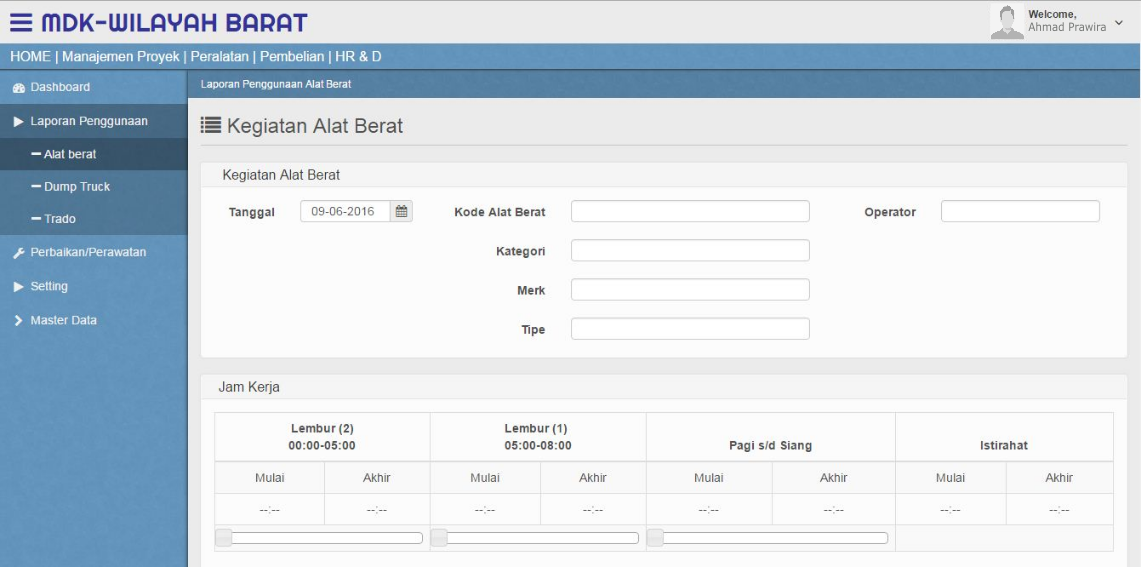 MDK-WILAYAH BARAT
Welcome,
Ahmad Prawira
HOME | Manajemen Proyek | Peralatan | Pembelian | HR & D
Dashboard
Laporan Penggunaan
Alat berat
Dump Truck
Trado
Perbaikan/Perawatan
Setting
Master Data
Laporan Penggunaan Alat Berat
Kegiatan Alat Berat
Kegiatan Alat Berat
Tanggal 09-06-2016 Kode Alat Berat Operator
Kategori
Merk
Tipe
Jam Kerja
Lembur (2) Lembur (1)
00:00-05:00 05:00-08:00 Pagi s/d Siang Istirahat
Mulai Akhir Mulai Akhir Mulai Akhir Mulai Akhir
--:-- --:-- --:-- --:-- --:-- --:-- --:-- --:--